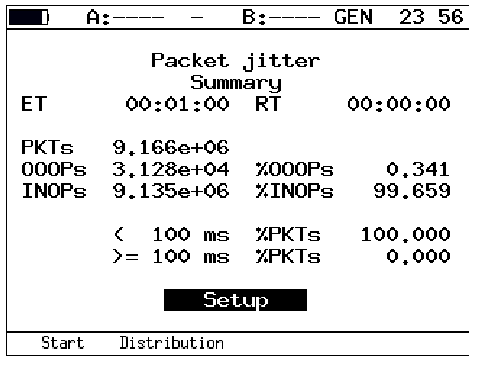 A:---- – B:---- GEN 23 56
Packet jitter
Summary
ET 00:01:00 RT 00:00:00
PKTs 9.166e+06
OOOPs 3.128e+04 %OOOPs 0.341
INOPs 9.135e+06 %INOPs 99.659
< 100 ms %PKTs 100.000
>= 100 ms %PKTs 0.000
Setup
Start Distribution